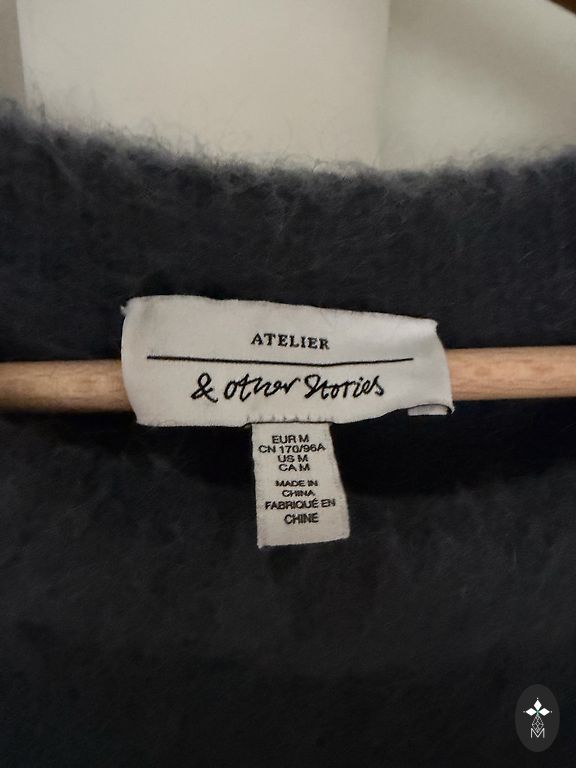 ATELIER
& other Stories
EUR M
CN 170/96A
US M
CA M
MADE IN
CHINA
FABRIQUÉ EN
CHINE
M